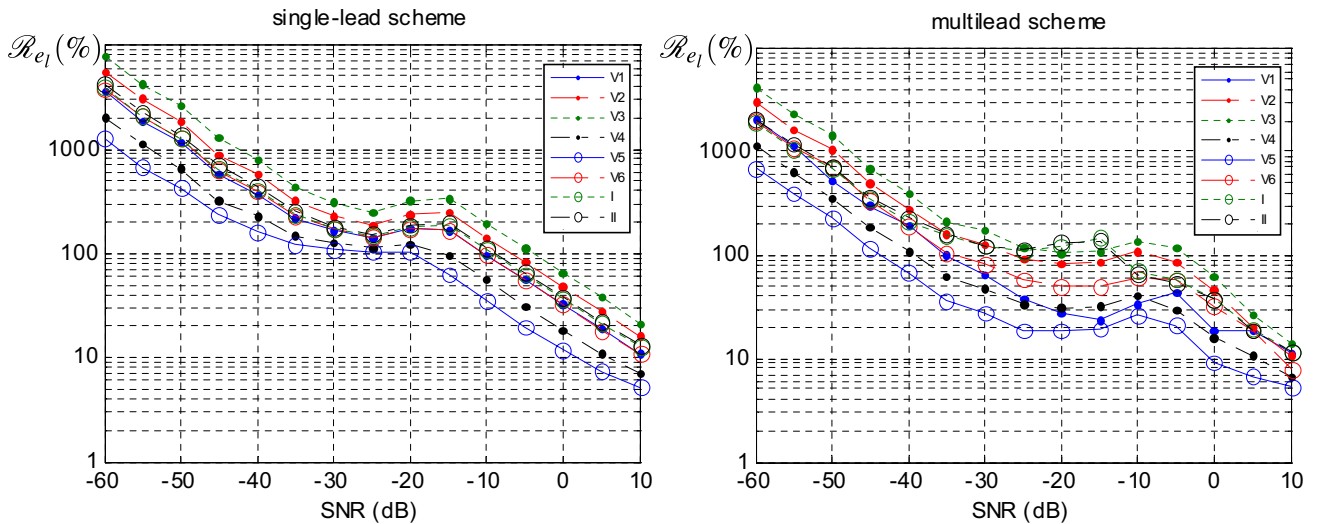 single-lead scheme
ℛe_l(%)
1000
100
10
1
-60 -50 -40 -30 -20 -10 0 10
SNR (dB)
V1
V2
V3
V4
V5
V6
I
II
multilead scheme
ℛe_l(%)
1000
100
10
1
-60 -50 -40 -30 -20 -10 0 10
SNR (dB)
V1
V2
V3
V4
V5
V6
I
II